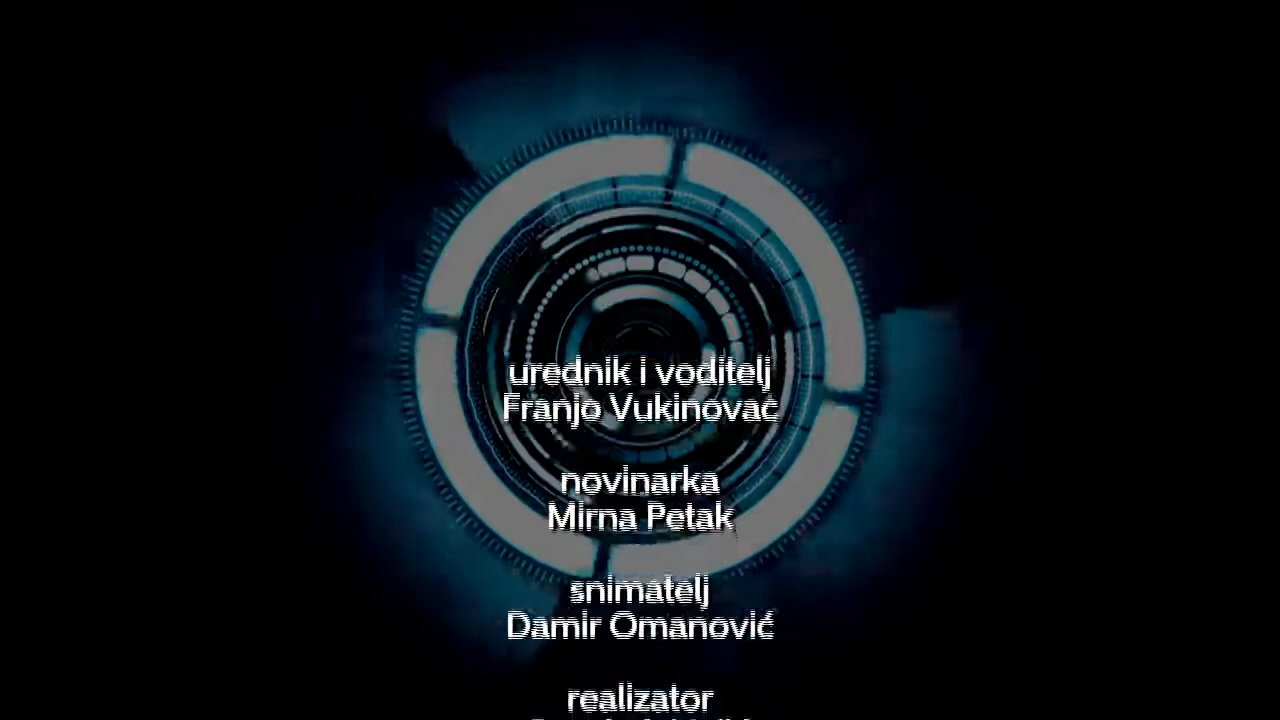 urednik i voditelj
Franjo Vukinovac
novinarka
Mirna Petak
snimatelj
Damir Omanović
realizator